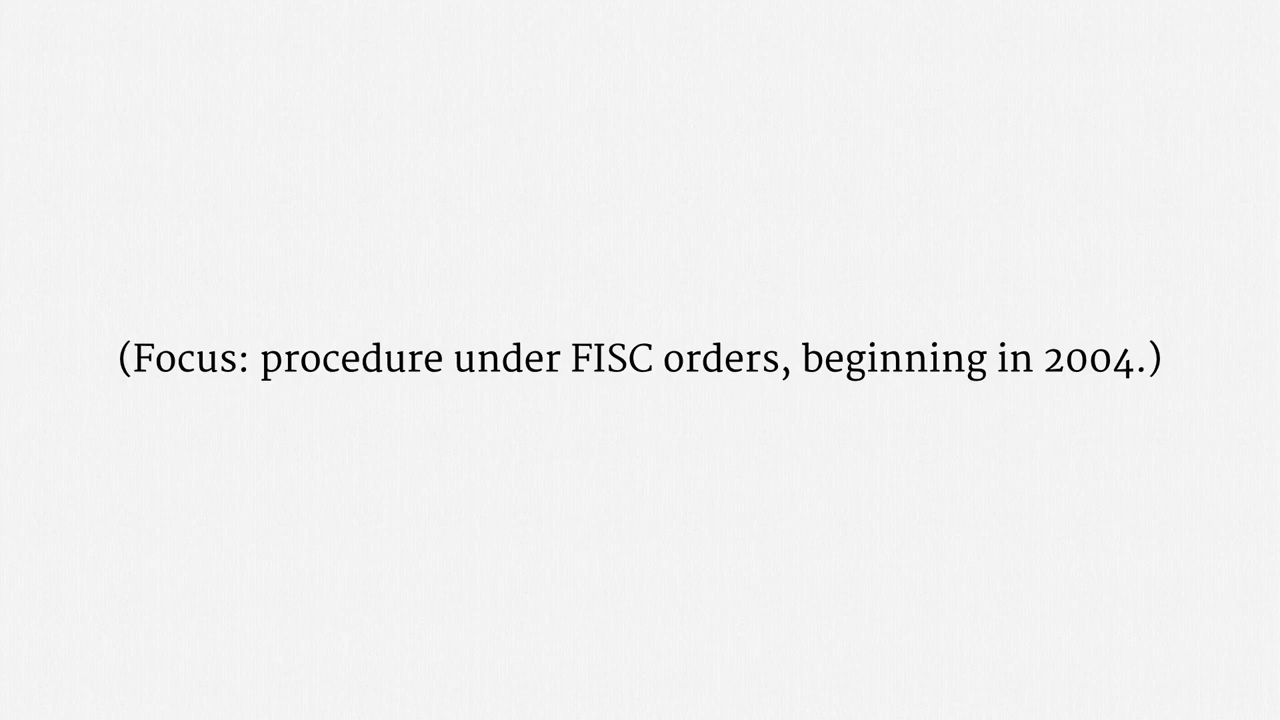 (Focus: procedure under FISC orders, beginning in 2004.)